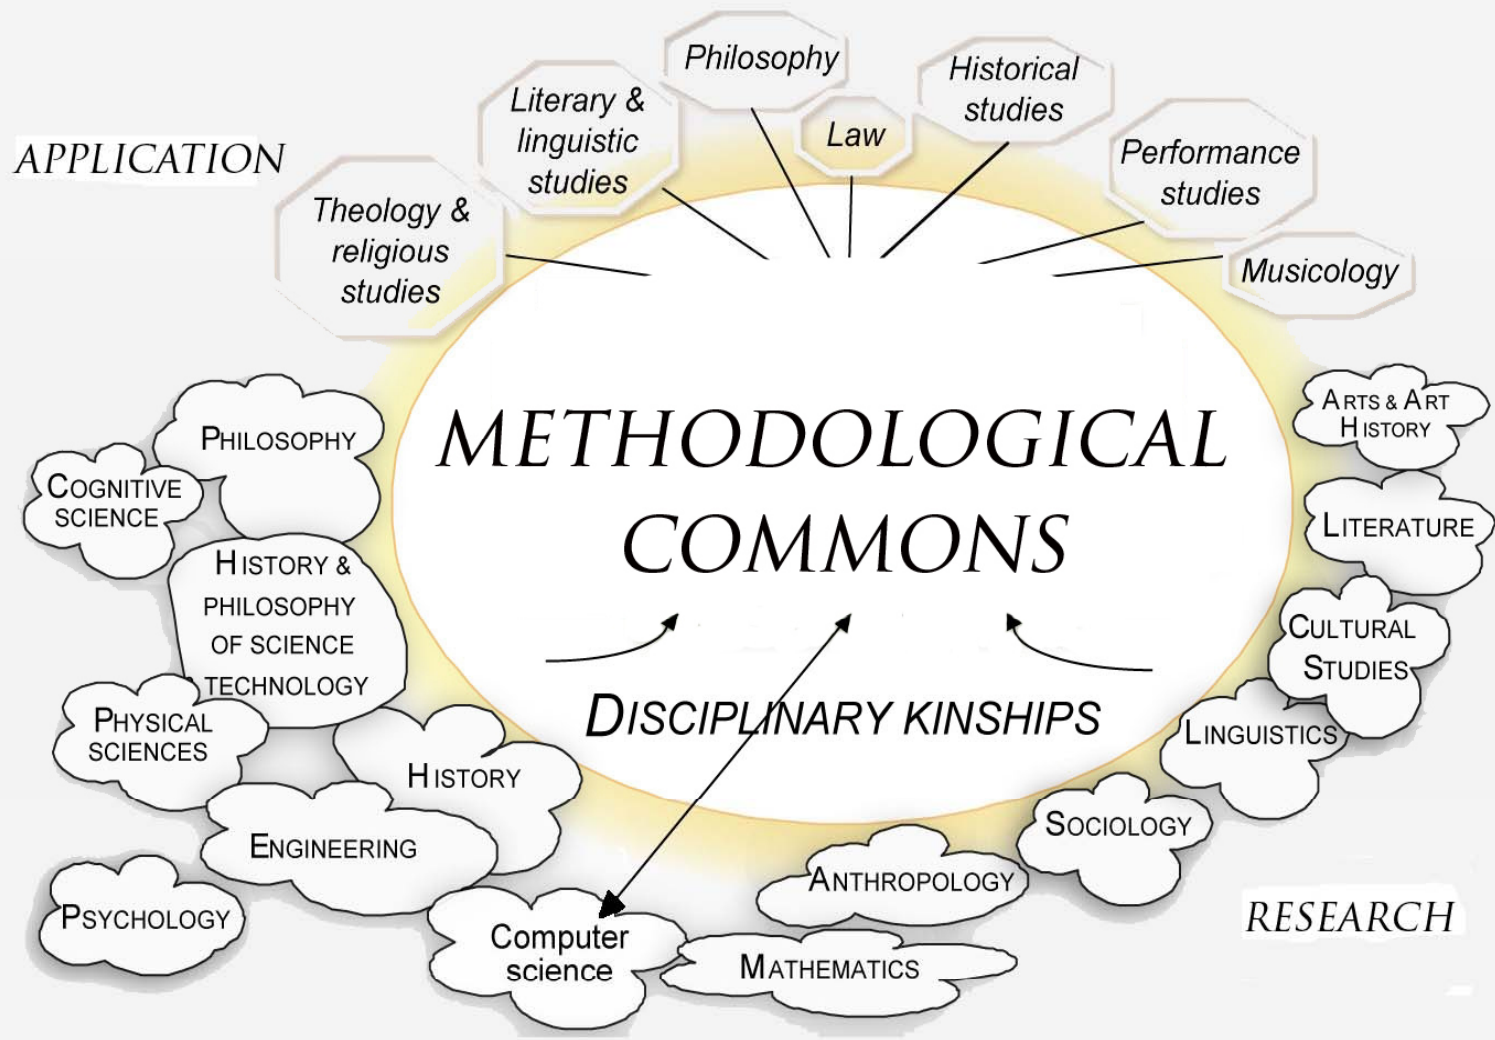 Philosophy
Historical
studies
Literary &
linguistic
studies
Law
APPLICATION
Performance
studies
Theology &
religious
studies
Musicology
METHODOLOGICAL
COMMONS
DISCIPLINARY KINSHIPS
PHILOSOPHY
COGNITIVE
SCIENCE
HISTORY &
PHILOSOPHY
OF SCIENCE
TECHNOLOGY
PHYSICAL
SCIENCES
HISTORY
ENGINEERING
PSYCHOLOGY
Computer
science
MATHEMATICS
ANTHROPOLOGY
SOCIOLOGY
LINGUISTICS
CULTURAL
STUDIES
LITERATURE
ARTS & ART
HISTORY
RESEARCH